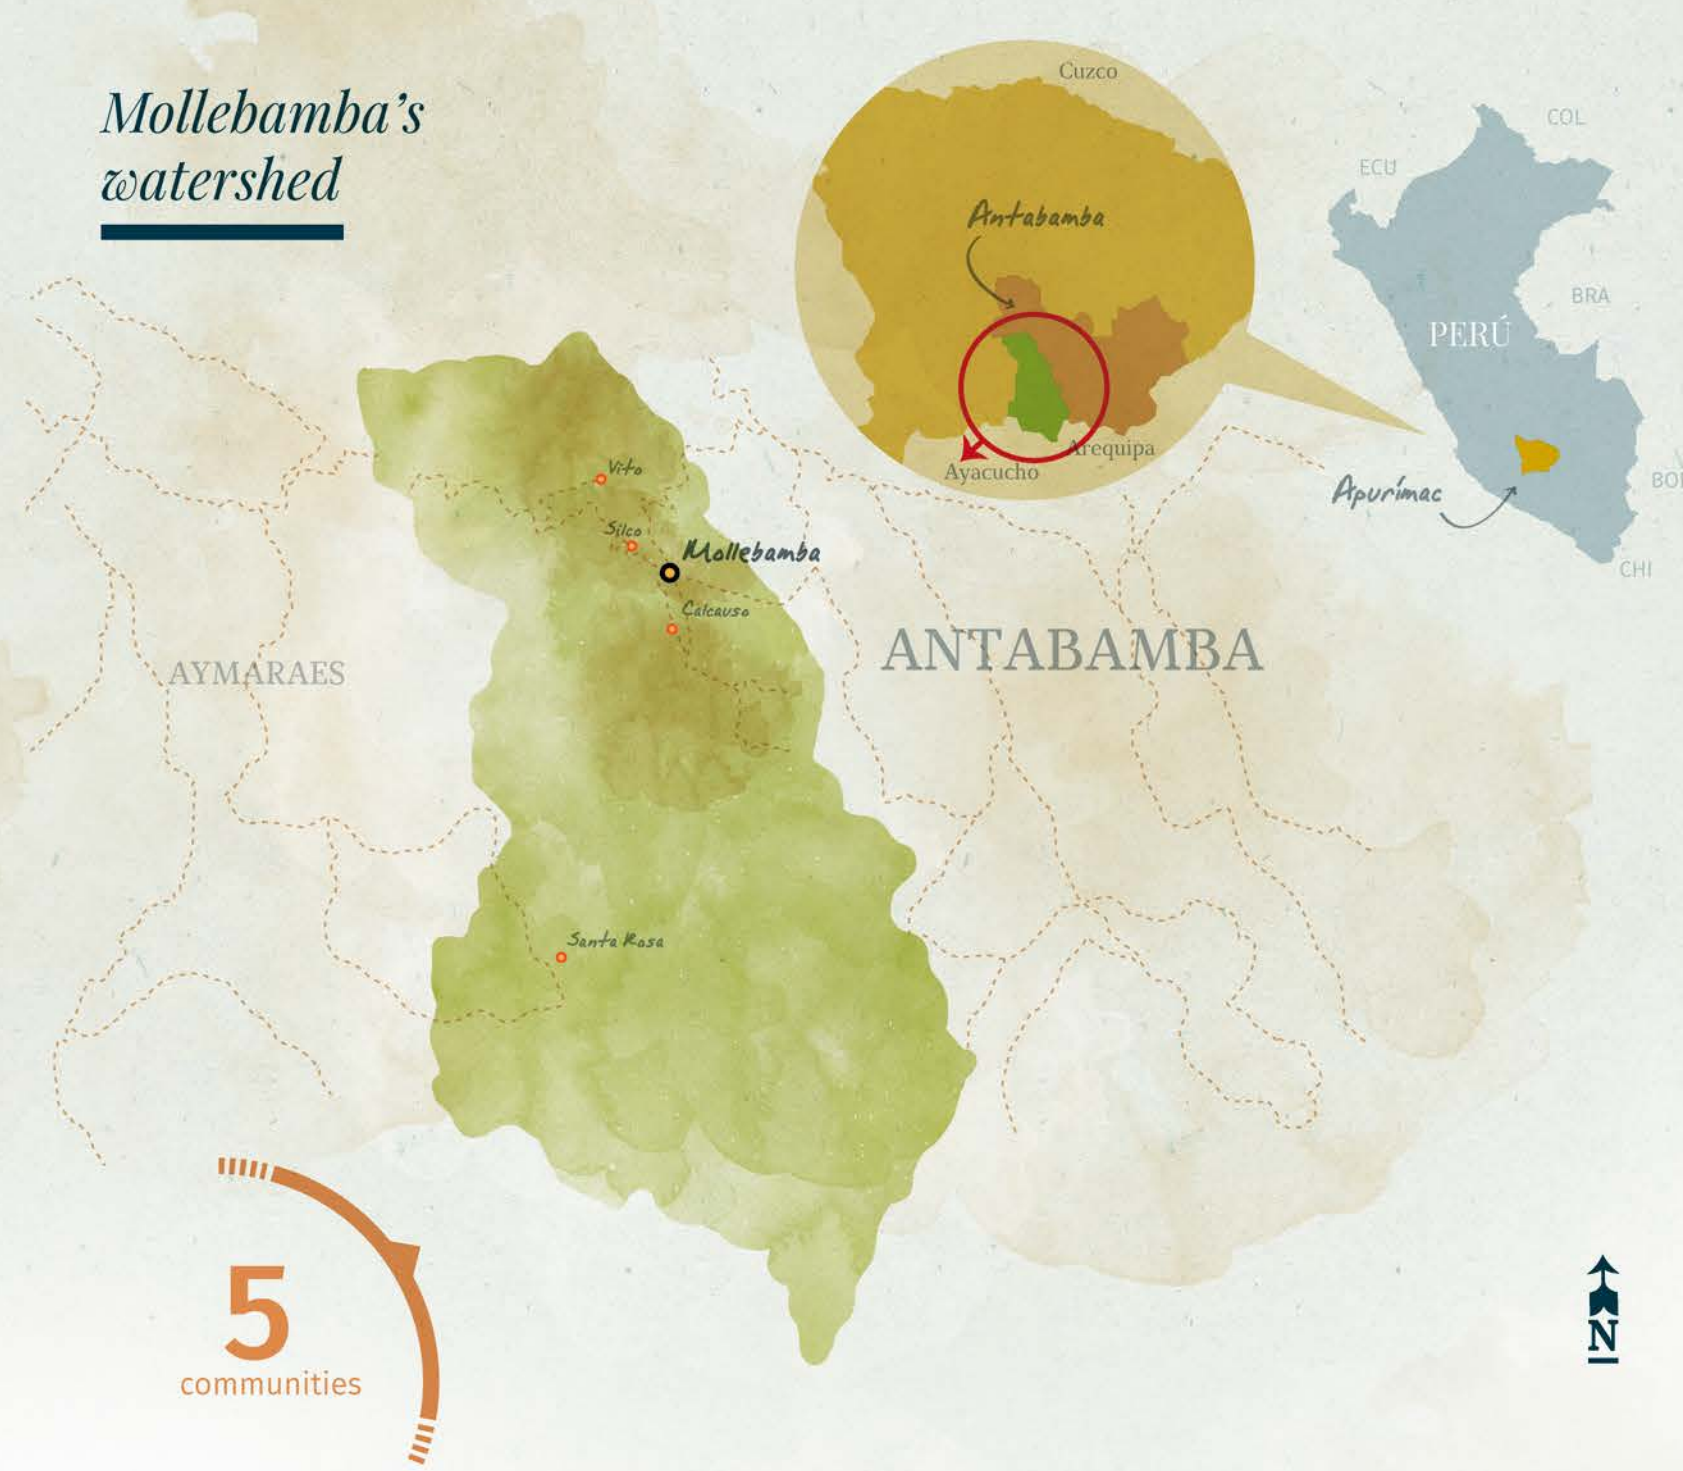 Mollebamba's
watershed
Cuzco
Antabamba
Arequipa
Ayacucho
COL
ECU
BRA
PERÚ
Apurímac
CHI
Vito
Silco
Mollebamba
Calcauso
AYMARAES
ANTABAMBA
Santa Rosa
5
communities
N